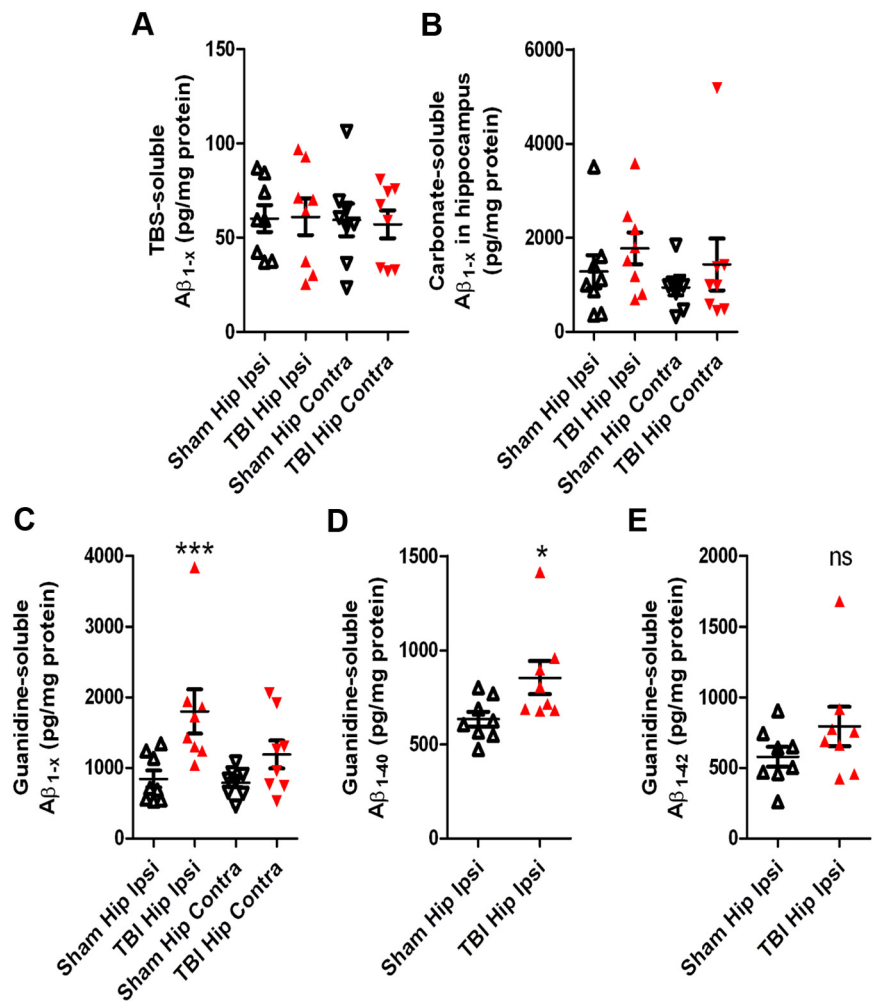 A
TBS-soluble
Aβ1-x (pg/mg protein)
150
100
50
0
Sham Hip Ipsi
TBI Hip Ipsi
Sham Hip Contra
TBI Hip Contra
B
Carbonate-soluble
Aβ1-x in hippocampus
(pg/mg protein)
6000
4000
2000
0
Sham Hip Ipsi
TBI Hip Ipsi
Sham Hip Contra
TBI Hip Contra
C
Guanidine-soluble
Aβ1-x (pg/mg protein)
4000
3000
2000
1000
0
***
Sham Hip Ipsi
TBI Hip Ipsi
Sham Hip Contra
TBI Hip Contra
D
Guanidine-soluble
Aβ1-40 (pg/mg protein)
1500
1000
500
0
*
Sham Hip Ipsi
TBI Hip Ipsi
E
Guanidine-soluble
Aβ1-42 (pg/mg protein)
2000
1500
1000
500
0
ns
Sham Hip Ipsi
TBI Hip Ipsi